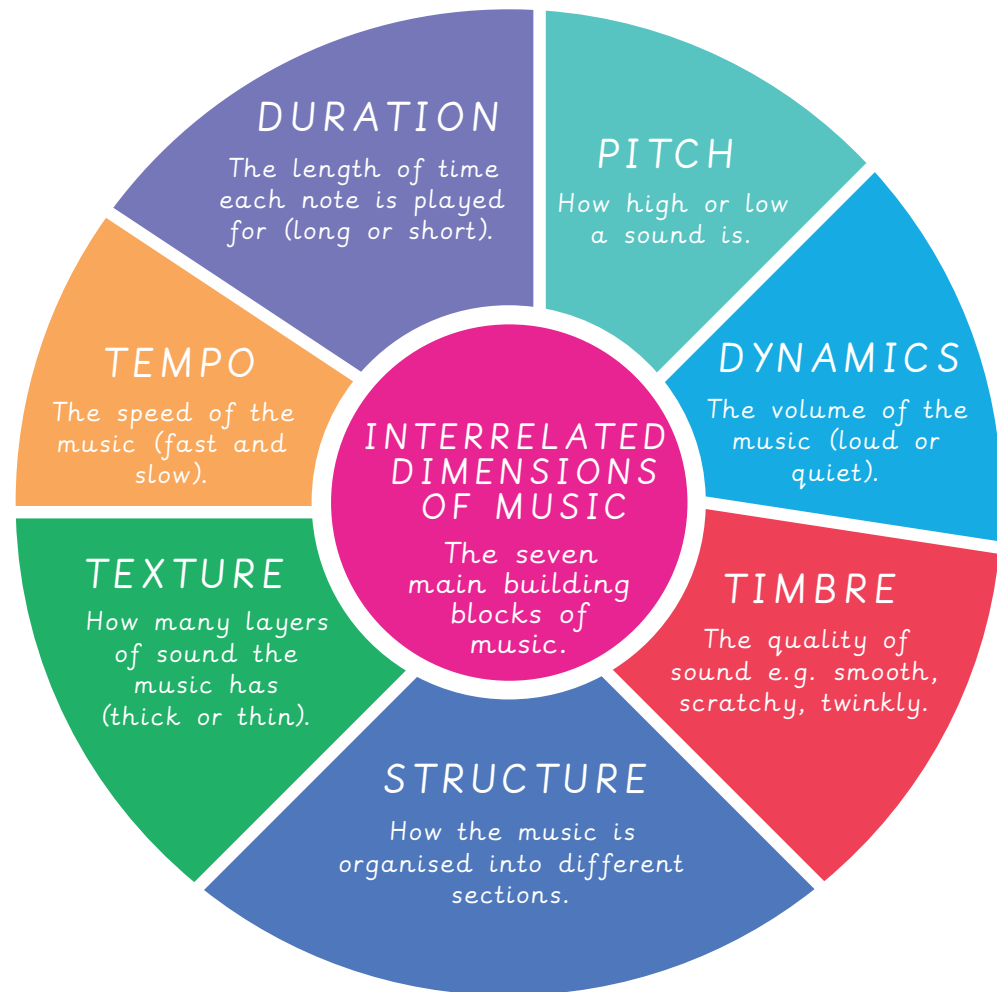 DURATION
The length of time
each note is played
for (long or short).
PITCH
How high or low
a sound is.
DYNAMICS
The volume of the
music (loud or
quiet).
TIMBRE
The quality of
sound e.g. smooth,
scratchy, twinkly.
STRUCTURE
How the music is
organised into different
sections.
TEXTURE
How many layers
of sound the
music has
(thick or thin).
TEMPO
The speed of the
music (fast and
slow).
INTERRELATED
DIMENSIONS
OF MUSIC
The seven
main building
blocks of
music.